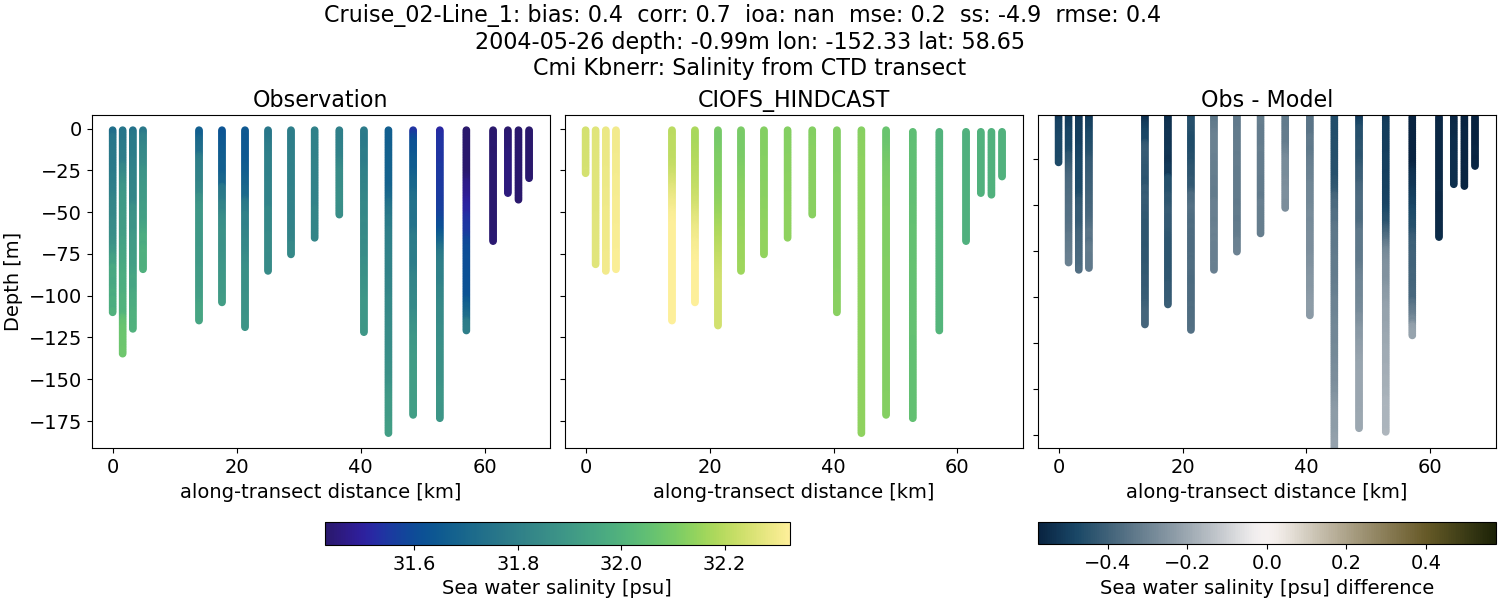 Cruise_02-Line_1: bias: 0.4  corr: 0.7  ioa: nan  mse: 0.2  ss: -4.9  rmse: 0.4
2004-05-26 depth: -0.99m lon: -152.33 lat: 58.65
Cmi Kbnerr: Salinity from CTD transect
Observation
CIOFS_HINDCAST
Obs - Model
Depth [m]
0
−25
−50
−75
−100
−125
−150
−175
0 20 40 60
0 20 40 60
0 20 40 60
along-transect distance [km]
along-transect distance [km]
along-transect distance [km]
31.6 31.8 32.0 32.2
Sea water salinity [psu]
−0.4 −0.2 0.0 0.2 0.4
Sea water salinity [psu] difference